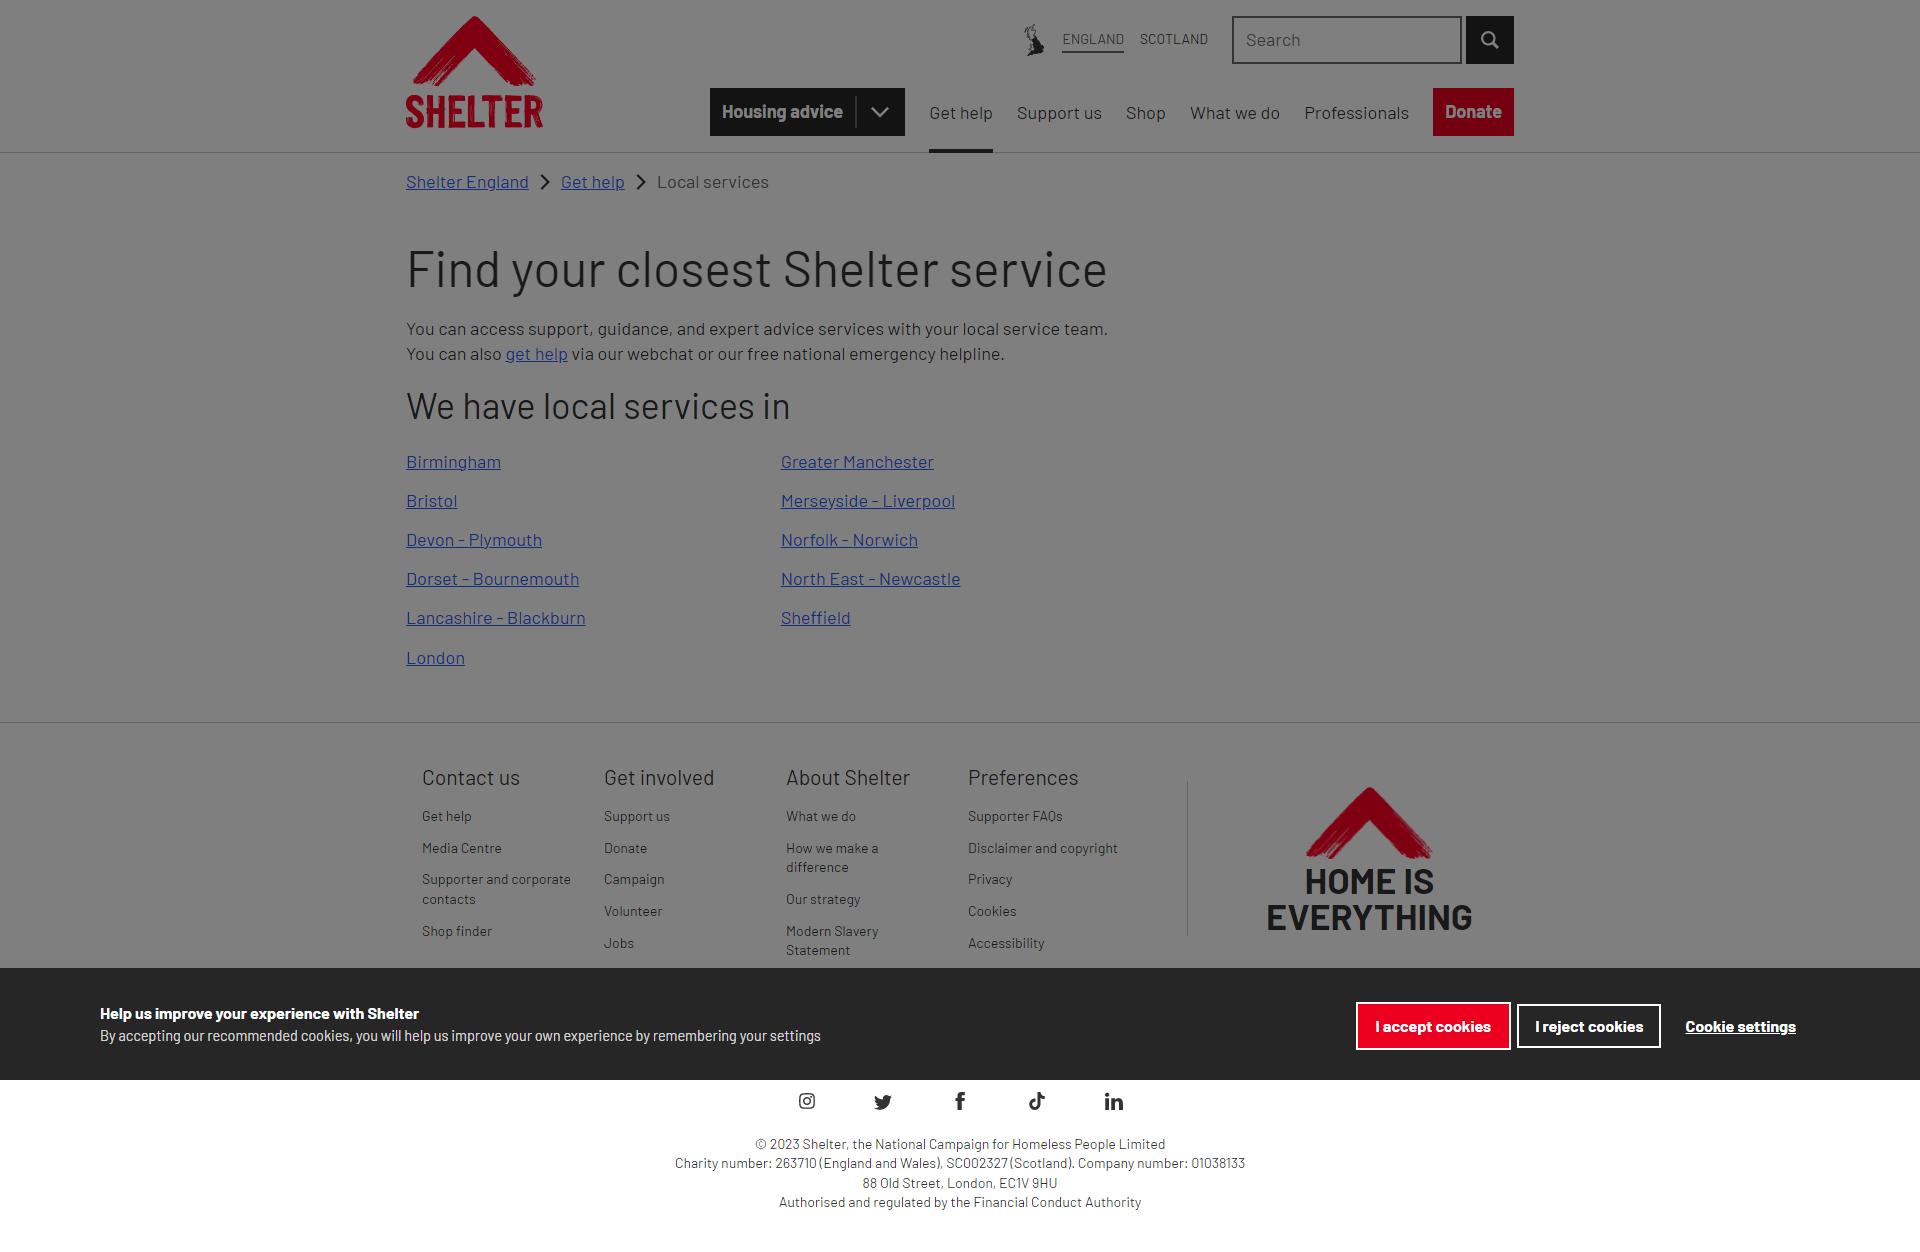 SHELTER
ENGLAND
SCOTLAND
Search
Housing advice
Get help
Support us
Shop
What we do
Professionals
Donate
Shelter England
Get help
Local services
Find your closest Shelter service
You can access support, guidance, and expert advice services with your local service team.
You can also get help via our webchat or our free national emergency helpline.
We have local services in
Birmingham
Bristol
Devon - Plymouth
Dorset - Bournemouth
Lancashire - Blackburn
London
Greater Manchester
Merseyside - Liverpool
Norfolk - Norwich
North East - Newcastle
Sheffield
Contact us
Get help
Media Centre
Supporter and corporate
contacts
Shop finder
Get involved
Support us
Donate
Campaign
Volunteer
Jobs
About Shelter
What we do
How we make a
difference
Our strategy
Modern Slavery
Statement
Preferences
Supporter FAQs
Disclaimer and copyright
Privacy
Cookies
Accessibility
HOME IS
EVERYTHING
Help us improve your experience with Shelter
By accepting our recommended cookies, you will help us improve your own experience by remembering your settings
I accept cookies
I reject cookies
Cookie settings
© 2023 Shelter, the National Campaign for Homeless People Limited
Charity number: 263710 (England and Wales), SC002327 (Scotland). Company number: 01038133
88 Old Street, London, EC1V 9HU
Authorised and regulated by the Financial Conduct Authority